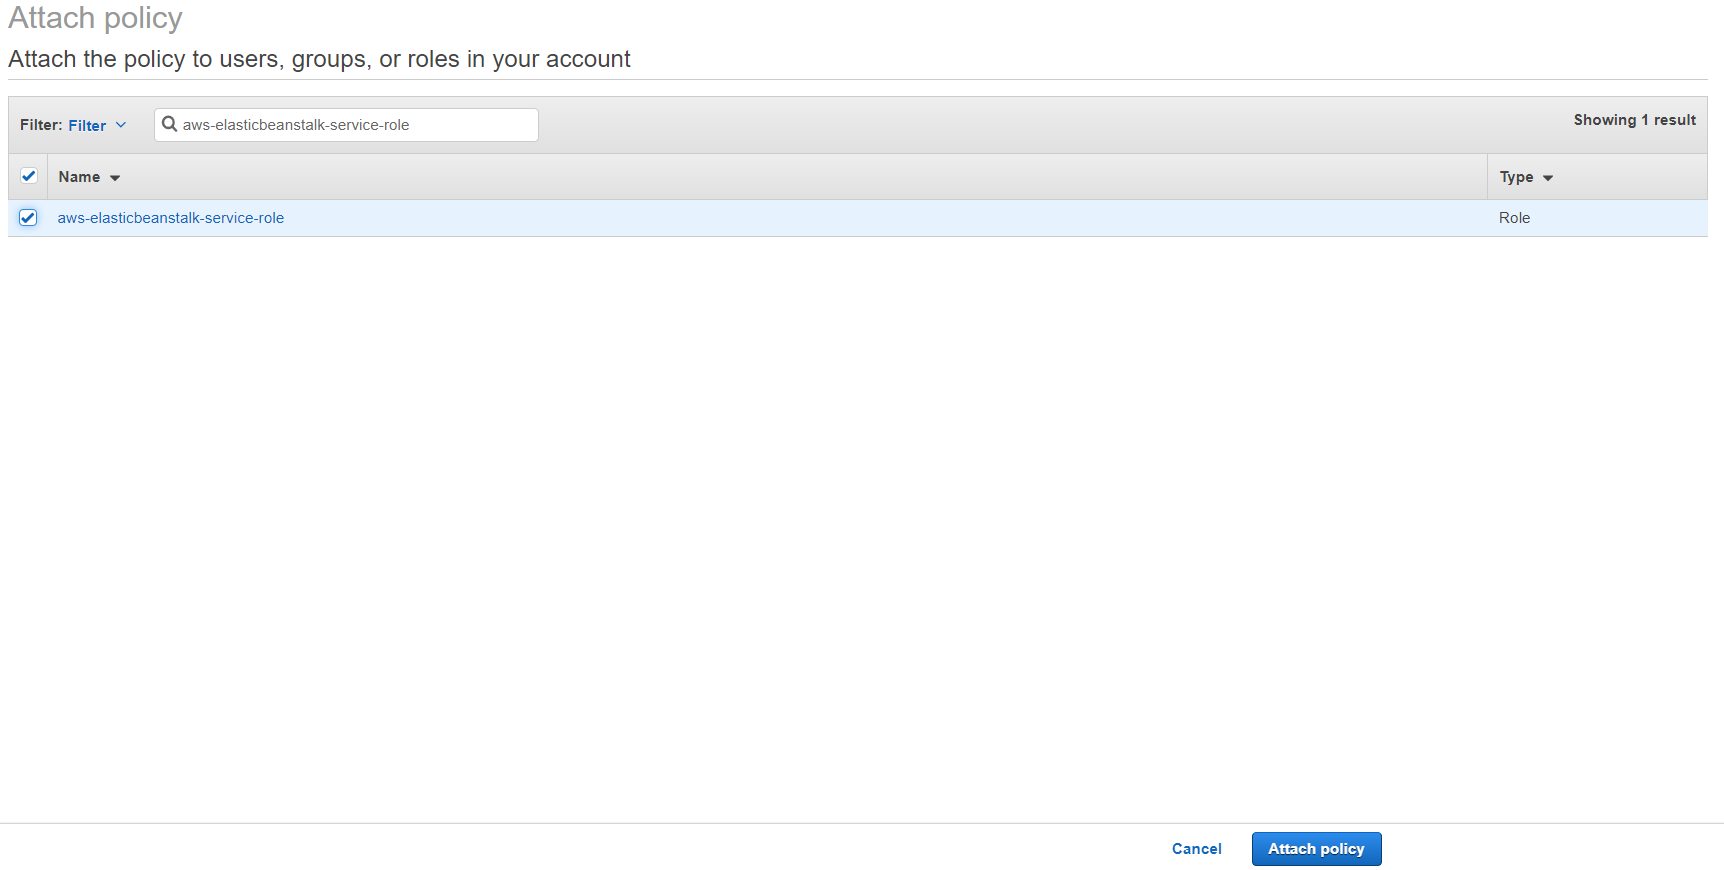 Attach policy
Attach the policy to users, groups, or roles in your account
Filter: Filter aws-elasticbeanstalk-service-role Showing 1 result
Name Type
aws-elasticbeanstalk-service-role Role
Cancel Attach policy